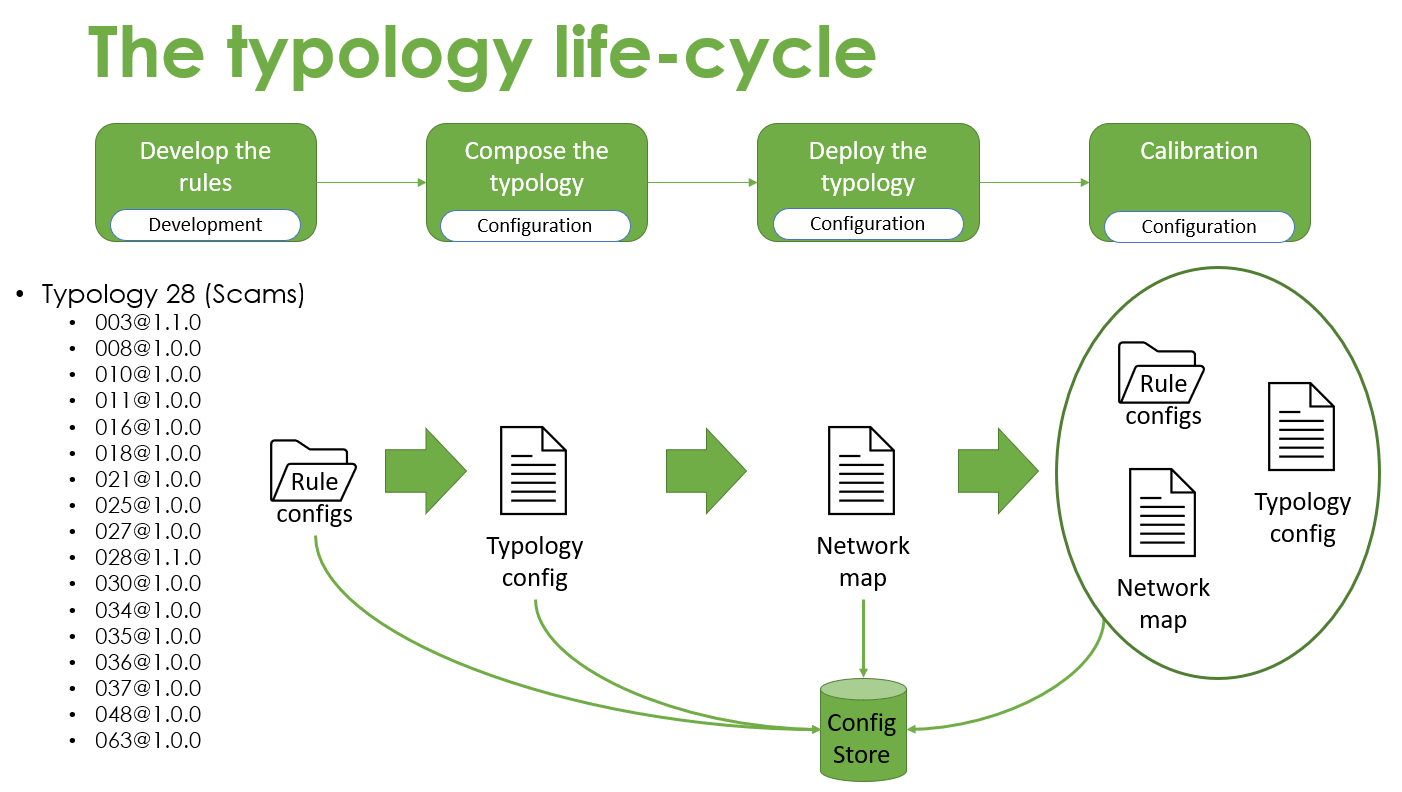 The typology life-cycle
Develop the
rules
Development
Compose the
typology
Configuration
Deploy the
typology
Configuration
Calibration
Configuration
• Typology 28 (Scams)
• 003@1.1.0
• 008@1.0.0
• 010@1.0.0
• 011@1.0.0
• 016@1.0.0
• 018@1.0.0
• 021@1.0.0
• 025@1.0.0
• 027@1.0.0
• 028@1.1.0
• 030@1.0.0
• 034@1.0.0
• 035@1.0.0
• 036@1.0.0
• 037@1.0.0
• 048@1.0.0
• 063@1.0.0
Rule
configs
Typology
config
Network
map
Rule
configs
Typology
config
Network
map
Config
Store